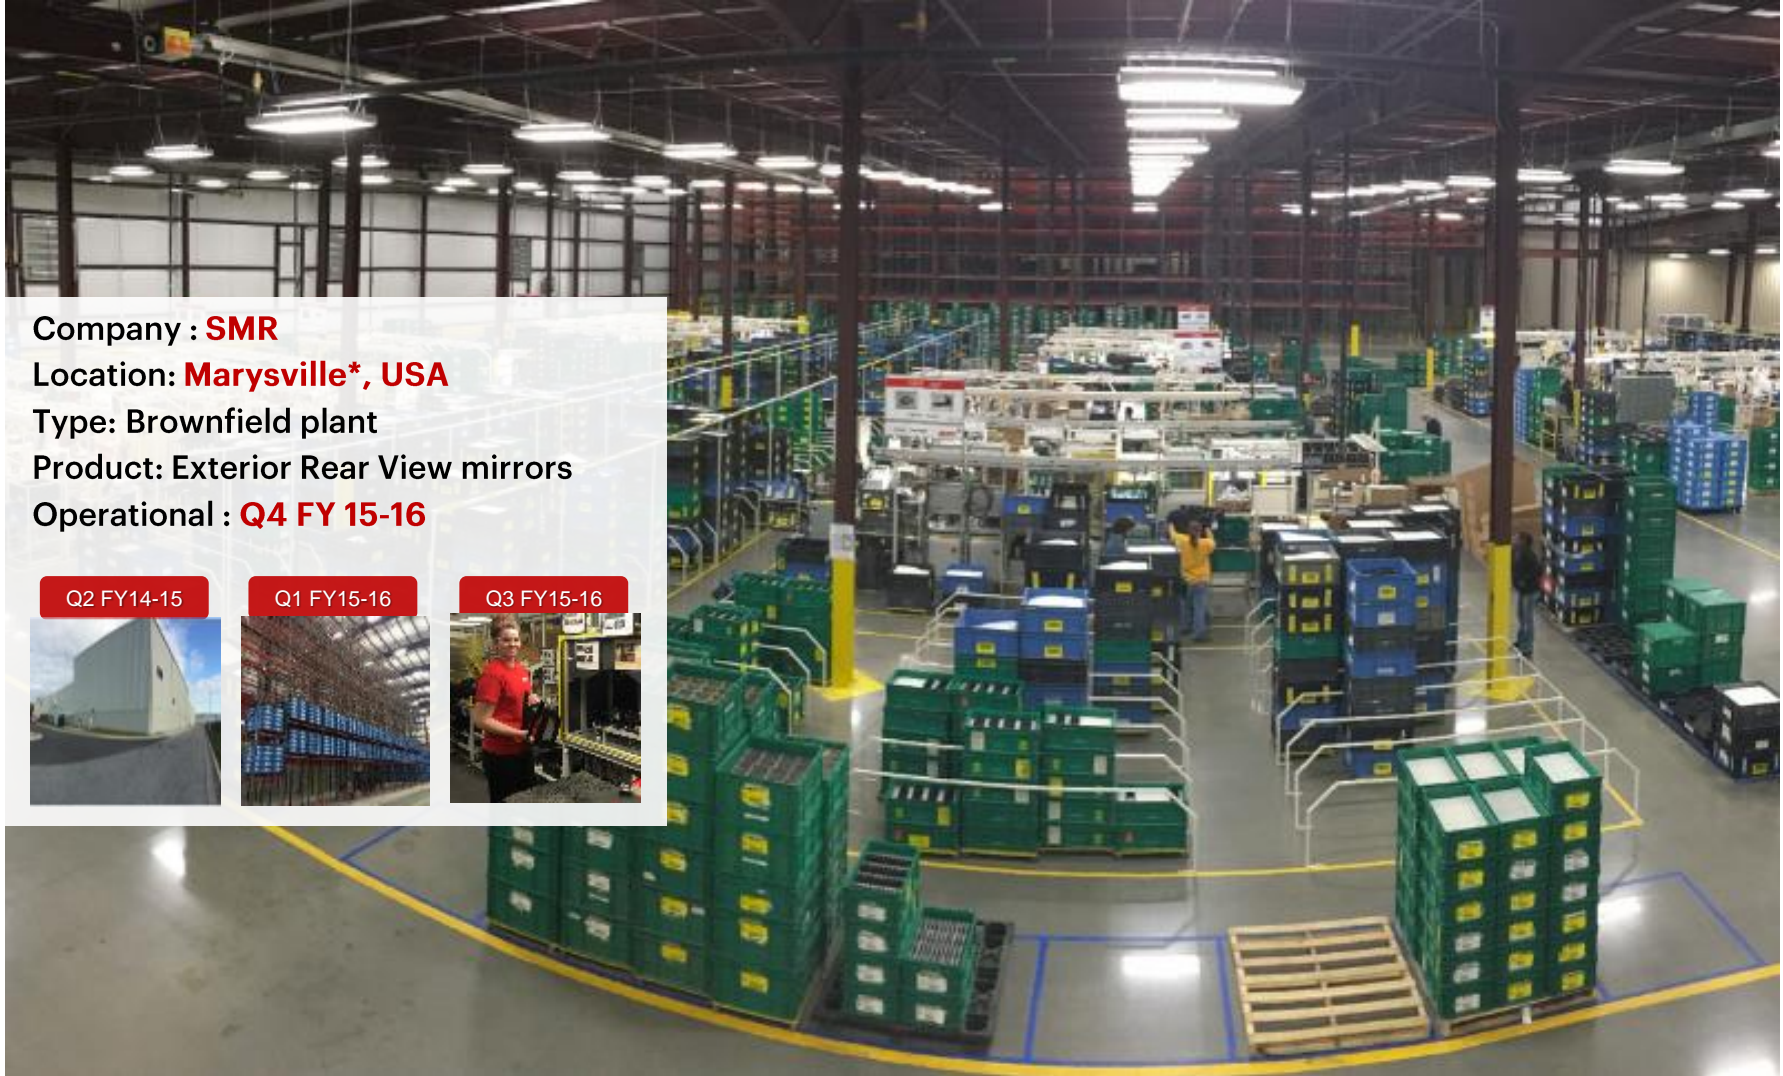 Company : SMR
Location: Marysville*, USA
Type: Brownfield plant
Product: Exterior Rear View mirrors
Operational : Q4 FY 15-16
Q2 FY14-15
Q1 FY15-16
Q3 FY15-16